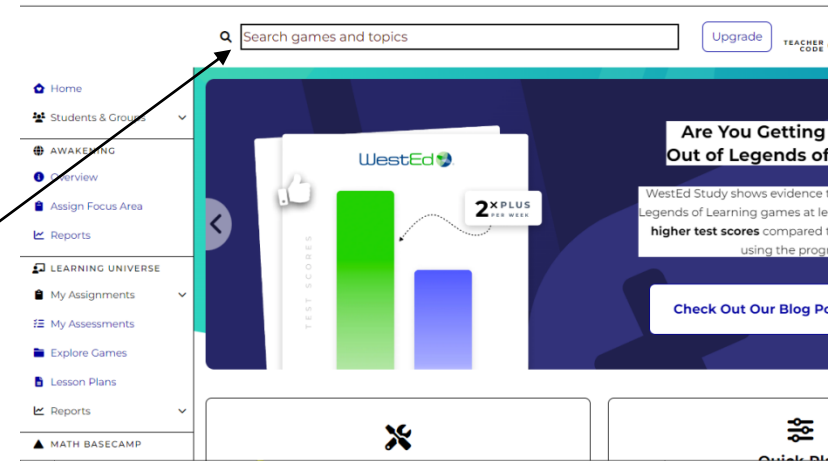 Search games and topics
Upgrade
TEACHER
CODE
Home
Students & Groups
AWAKENING
Overview
Assign Focus Area
Reports
LEARNING UNIVERSE
My Assignments
My Assessments
Explore Games
Lesson Plans
Reports
MATH BASECAMP
WestEd
2× PLUS
PER WEEK
TEST SCORES
Are You Getting
Out of Legends of
WestEd Study shows evidence
Legends of Learning games at le
higher test scores compared
using the prog
Check Out Our Blog Po